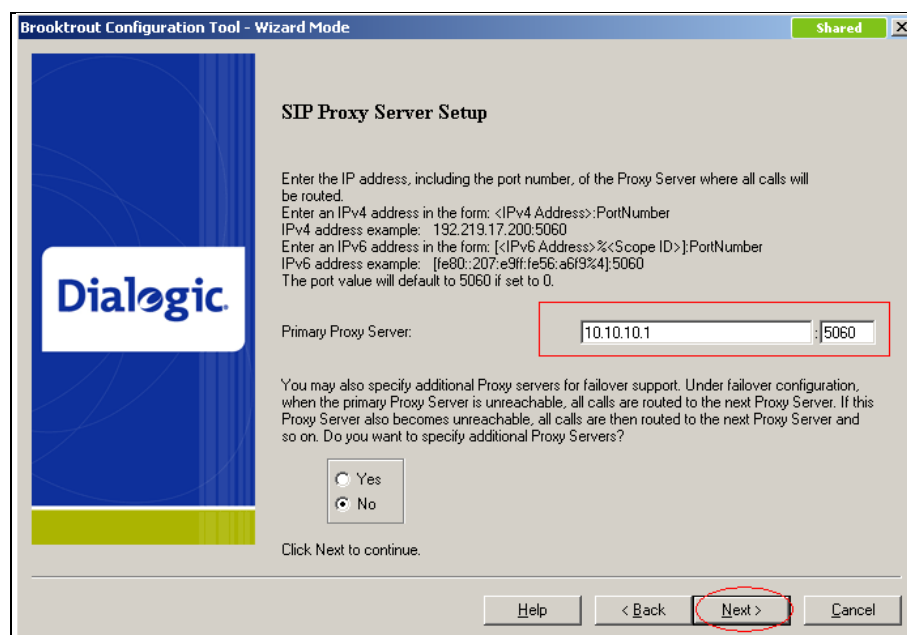 Brooktrout Configuration Tool - Wizard Mode
Shared
SIP Proxy Server Setup
Enter the IP address, including the port number, of the Proxy Server where all calls will
be routed.
Enter an IPv4 address in the form: <IPv4 Address>:PortNumber
IPv4 address example: 192.219.17.200:5060
Enter an IPv6 address in the form: [<IPv6 Address>%<Scope ID>]:PortNumber
IPv6 address example: [fe80::207:e9ff:fe56:a6f9%4]:5060
The port value will default to 5060 if set to 0.
Dialogic.
Primary Proxy Server: 10.10.10.1 : 5060
You may also specify additional Proxy servers for failover support. Under failover configuration,
when the primary Proxy Server is unreachable, all calls are routed to the next Proxy Server. If this
Proxy Server also becomes unreachable, all calls are then routed to the next Proxy Server and
so on. Do you want to specify additional Proxy Servers?
Yes
No
Click Next to continue.
Help < Back Next > Cancel